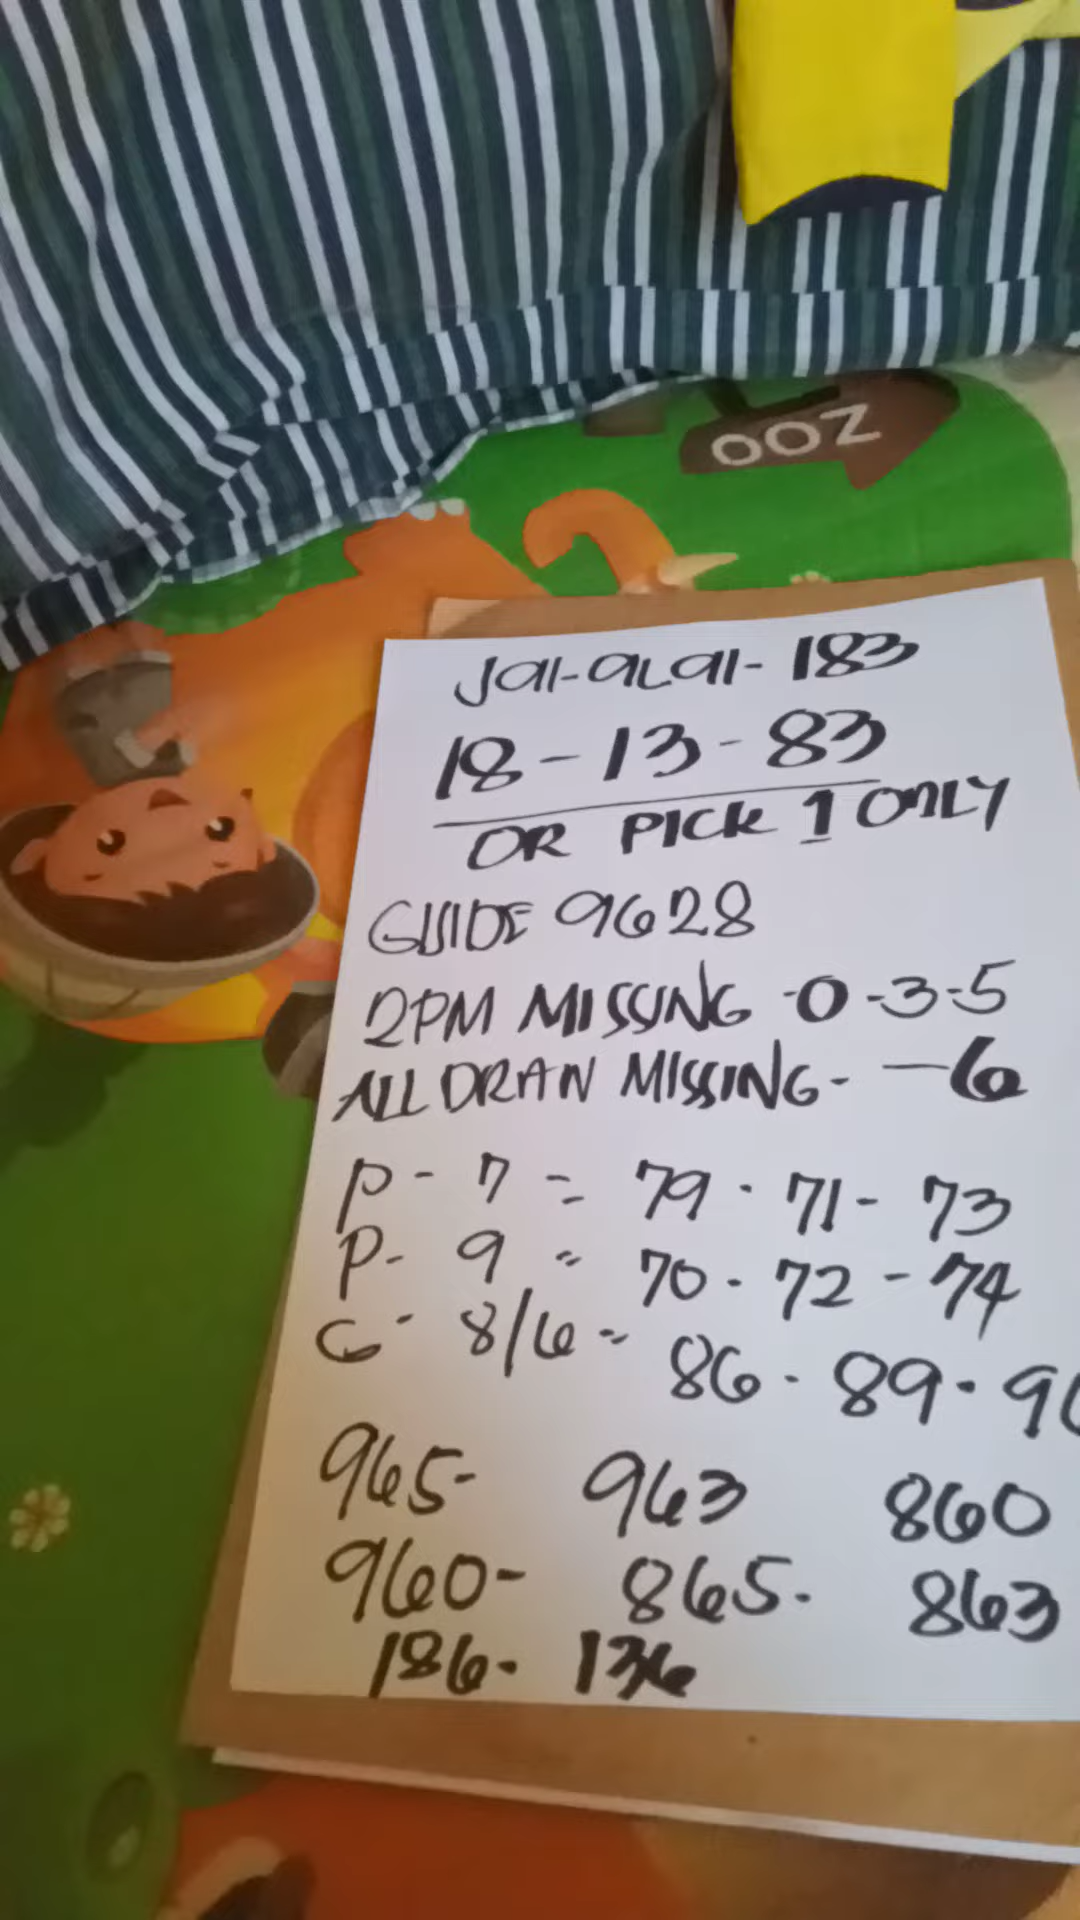 ZOO
Jai-aLai- 183
18 - 13 - 83
OR PICK 1 ONLY
GUIDE 9628
2PM MISSING -0 -3-5
ALL DRAW MISSING- -6
P - 7 = 79 - 71 - 73
P - 9 = 70 - 72 - 74
C - 8/6 = 86 - 89 -
965- 963 860
960- 865- 863
186- 136